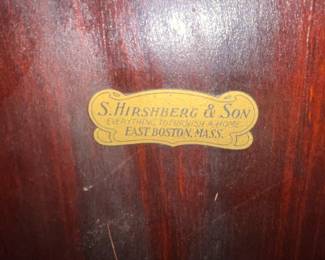 S. HIRSHBERG & SON
EVERYTHING TO FURNISH A HOME
EAST BOSTON, MASS.